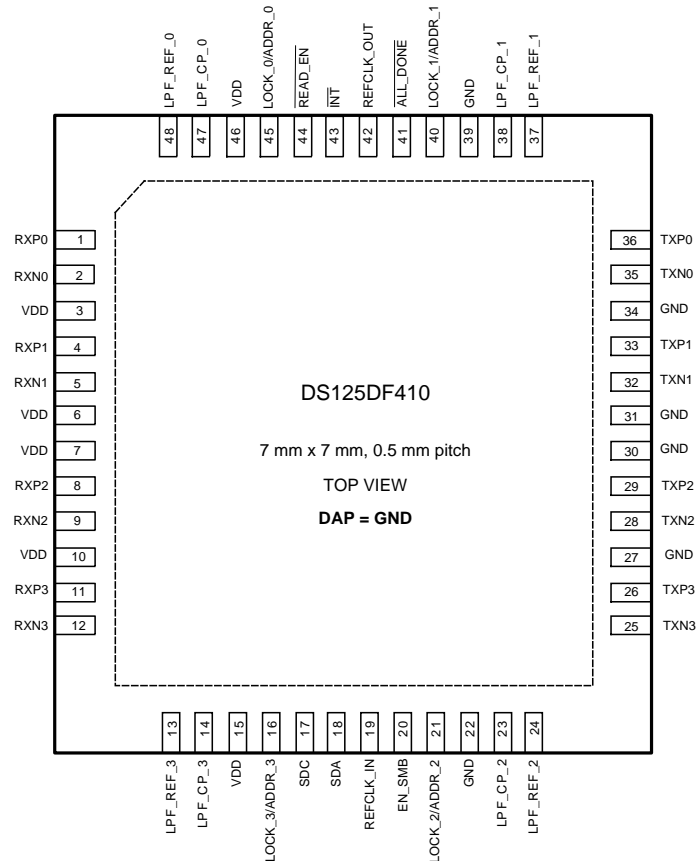 LPF_REF_0
LPF_CP_0
VDD
LOCK_0/ADDR_0
READ_EN
INT
REFCLK_OUT
ALL_DONE
LOCK_1/ADDR_1
GND
LPF_CP_1
LPF_REF_1
48
47
46
45
44
43
42
41
40
39
38
37
RXP0 1
36 TXP0
RXN0 2
35 TXN0
VDD 3
34 GND
RXP1 4
33 TXP1
RXN1 5
32 TXN1
VDD 6
31 GND
VDD 7
30 GND
RXP2 8
29 TXP2
RXN2 9
28 TXN2
VDD 10
27 GND
RXP3 11
26 TXP3
RXN3 12
25 TXN3
DS125DF410
7 mm x 7 mm, 0.5 mm pitch
TOP VIEW
DAP = GND
13
14
15
16
17
18
19
20
21
22
23
24
LPF_REF_3
LPF_CP_3
VDD
LOCK_3/ADDR_3
SDC
SDA
REFCLK_IN
EN_SMB
LOCK_2/ADDR_2
GND
LPF_CP_2
LPF_REF_2